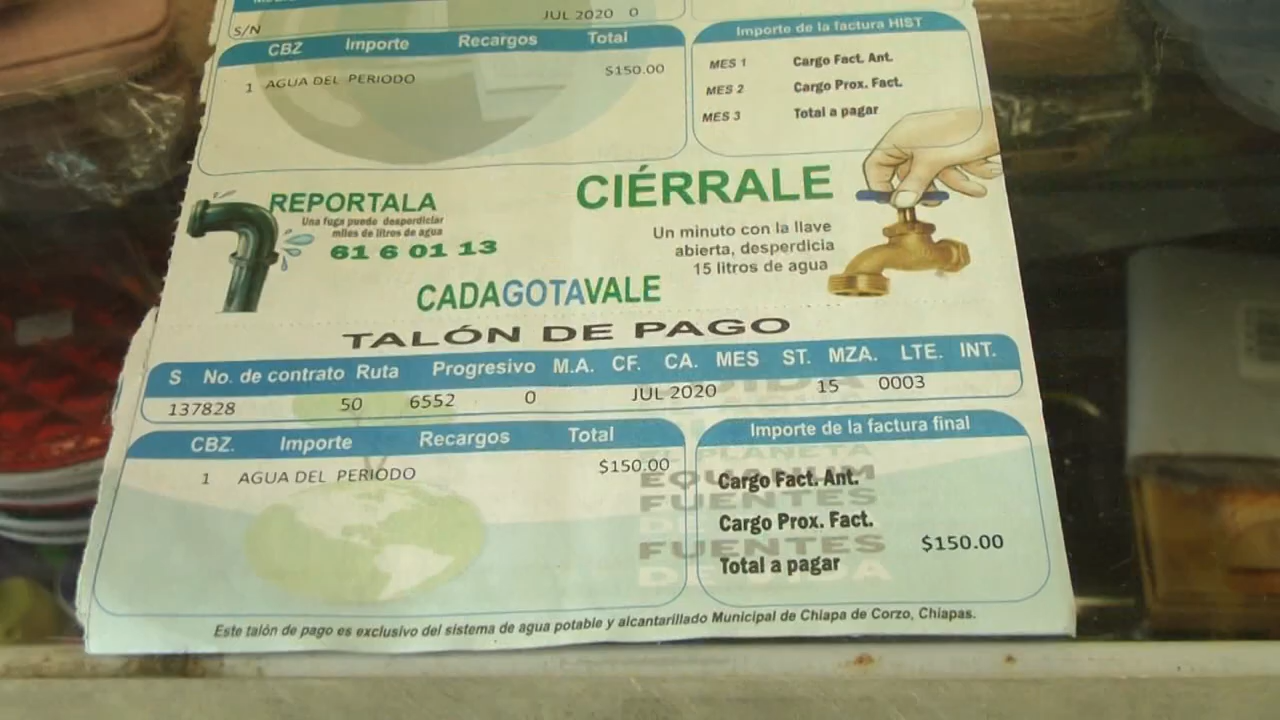 JUL 2020 0
S/N
CBZ Importe Recargos Total
1 AGUA DEL PERIODO $150.00
Importe de la factura HIST
MES 1 Cargo Fact. Ant.
MES 2 Cargo Prox. Fact.
MES 3 Total a pagar
REPORTALA
Una fuga puede desperdiciar
miles de litros de agua
61 6 01 13
CIÉRRALE
Un minuto con la llave
abierta, desperdicia
15 litros de agua
CADAGOTAVALE
TALÓN DE PAGO
S No. de contrato Ruta Progresivo M.A. CF. CA. MES ST. MZA. LTE. INT.
137828 50 6552 0 JUL 2020 15 0003
CBZ. Importe Recargos Total
1 AGUA DEL PERIODO $150.00
Importe de la factura final
Cargo Fact. Ant.
Cargo Prox. Fact.
$150.00
Total a pagar
PLANETA
FUENTES
FUENTES
DE VIDA
Este talón de pago es exclusivo del sistema de agua potable y alcantarillado Municipal de Chiapa de Corzo, Chiapas.